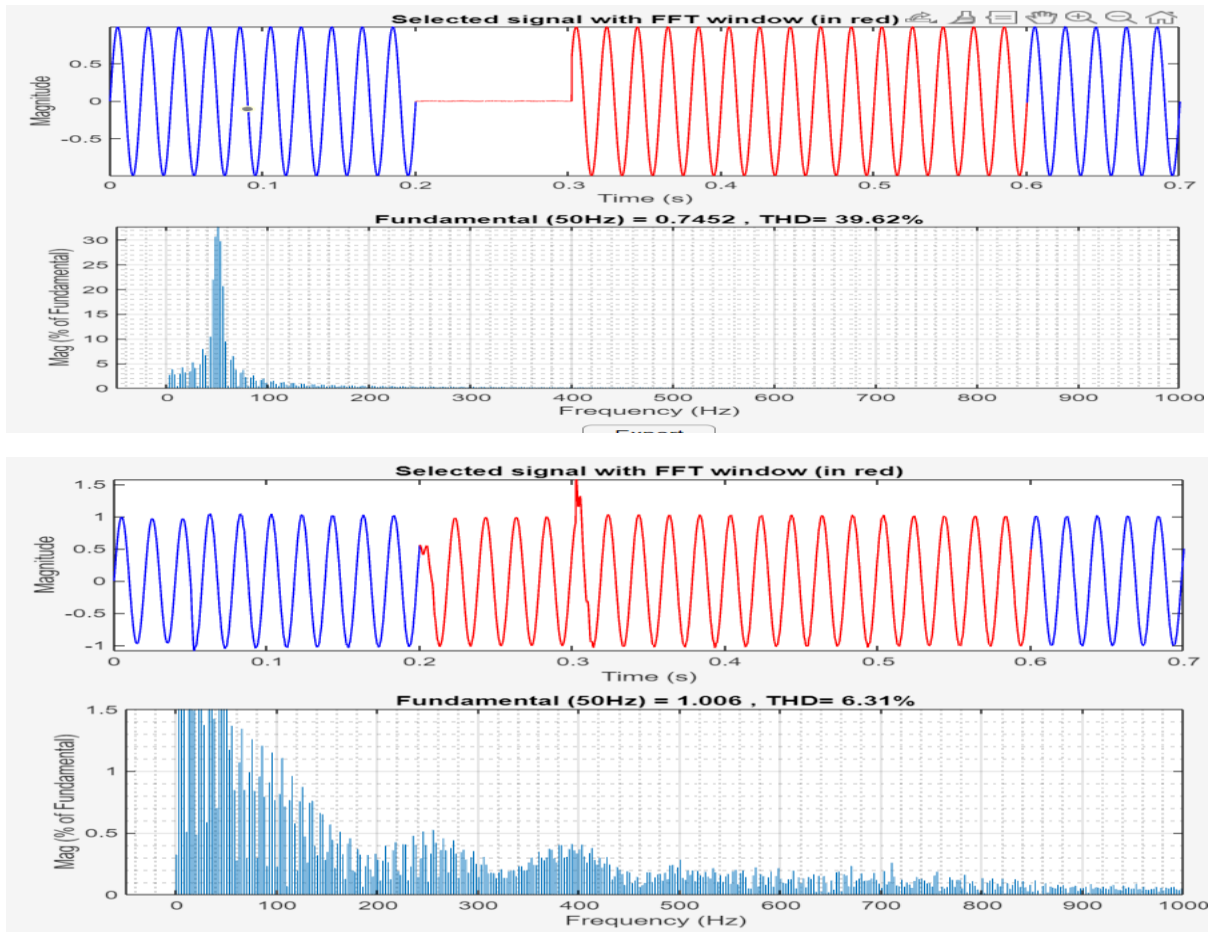 Selected signal with FFT window (in red)
0.5
0
-0.5
Magnitude
0 0.1 0.2 0.3 0.4 0.5 0.6 0.7
Time (s)
Fundamental (50Hz) = 0.7452 , THD= 39.62%
30
25
20
15
10
5
0
Mag (% of Fundamental)
0 100 200 300 400 500 600 700 800 900 1000
Frequency (Hz)
Selected signal with FFT window (in red)
1.5
1
0.5
0
-0.5
-1
Magnitude
0 0.1 0.2 0.3 0.4 0.5 0.6 0.7
Time (s)
Fundamental (50Hz) = 1.006 , THD= 6.31%
1.5
1
0.5
0
Mag (% of Fundamental)
0 100 200 300 400 500 600 700 800 900 1000
Frequency (Hz)